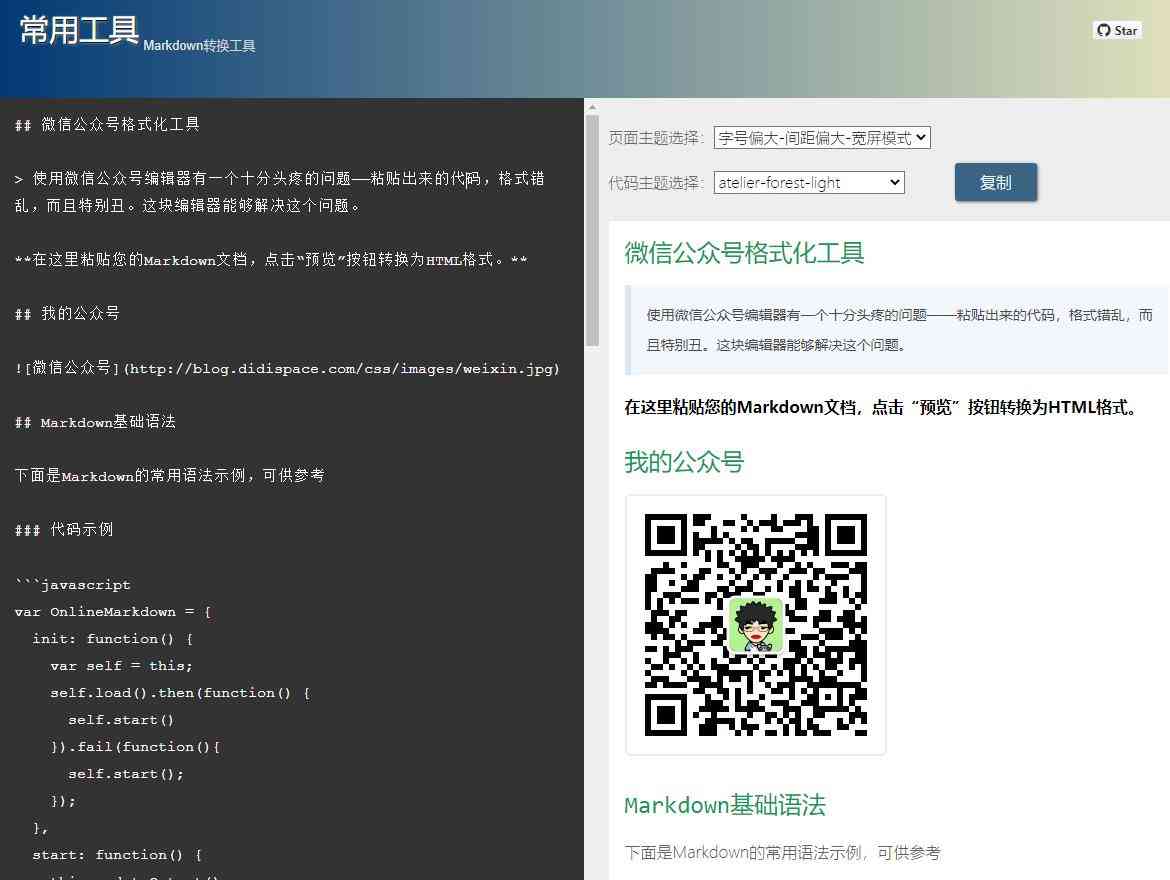 常用工具 Markdown转换工具
Star
## 微信公众号格式化工具
> 使用微信公众号编辑器有一个十分头疼的问题——粘贴出来的代码，格式错
乱，而且特别丑。这块编辑器能够解决这个问题。
**在这里粘贴您的Markdown文档，点击“预览”按钮转换为HTML格式。**
## 我的公众号
![微信公众号](http://blog.didispace.com/css/images/weixin.jpg)
## Markdown基础语法
下面是Markdown的常用语法示例，可供参考
### 代码示例
```javascript
var OnlineMarkdown = {
  init: function() {
    var self = this;
    self.load().then(function() {
      self.start()
    }).fail(function(){
      self.start();
    });
  },
  start: function() {
页面主题选择： 字号偏大-间距偏大-宽屏模式
代码主题选择： atelier-forest-light
复制
微信公众号格式化工具
使用微信公众号编辑器有一个十分头疼的问题——粘贴出来的代码，格式错乱，而
且特别丑。这块编辑器能够解决这个问题。
在这里粘贴您的Markdown文档，点击“预览”按钮转换为HTML格式。
我的公众号
Markdown基础语法
下面是Markdown的常用语法示例，可供参考